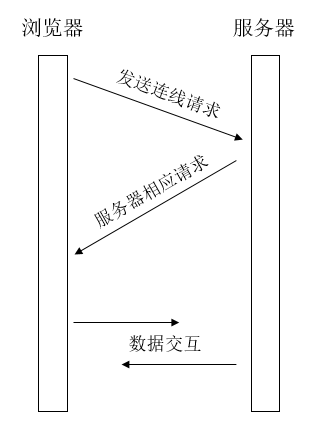 浏览器
服务器
发送连线请求
服务器相应请求
数据交互